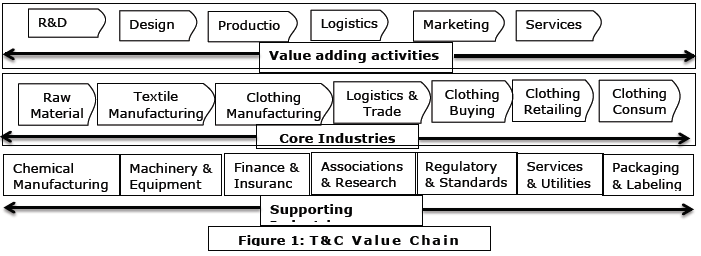 R&D Design Productio Logistics Marketing Services
Value adding activities
Raw Textile Clothing Logistics & Clothing Clothing Clothing
Material Manufacturing Manufacturing Trade Buying Retailing Consum
Core Industries
Chemical Machinery & Finance & Associations Regulatory Services Packaging
Manufacturing Equipment Insuranc & Research & Standards & Utilities & Labeling
Supporting
Figure 1: T&C Value Chain